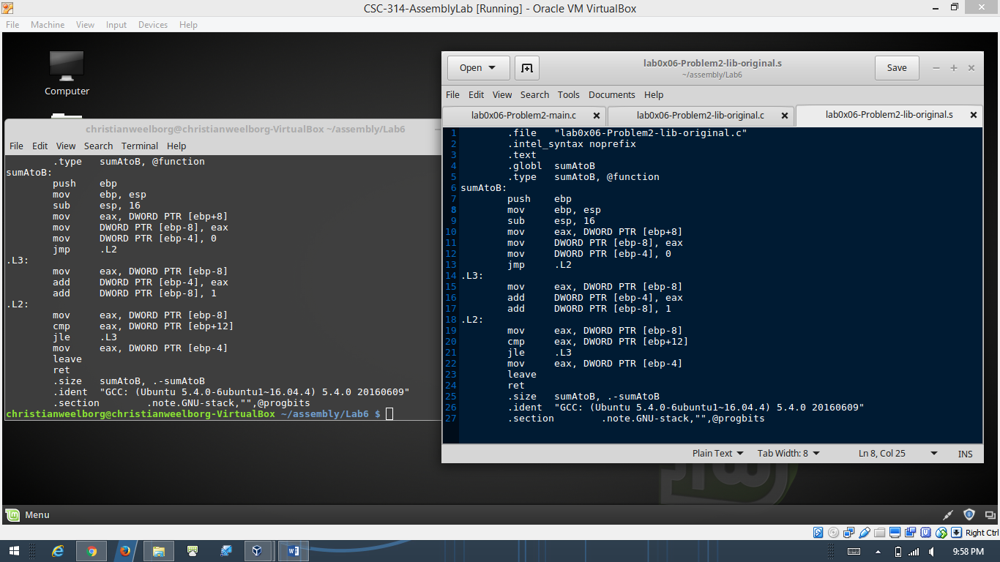 CSC-314-AssemblyLab [Running] - Oracle VM VirtualBox
File Machine View Input Devices Help
Computer
christianweelborg@christianweelborg-VirtualBox ~/assembly/Lab6
File Edit View Search Terminal Help
.type sumAtoB, @function
sumAtoB:
push ebp
mov ebp, esp
sub esp, 16
mov eax, DWORD PTR [ebp+8]
mov DWORD PTR [ebp-8], eax
mov DWORD PTR [ebp-4], 0
jmp .L2
.L3:
mov eax, DWORD PTR [ebp-8]
add DWORD PTR [ebp-4], eax
add DWORD PTR [ebp-8], 1
.L2:
mov eax, DWORD PTR [ebp-8]
cmp eax, DWORD PTR [ebp+12]
jle .L3
mov eax, DWORD PTR [ebp-4]
leave
ret
.size sumAtoB, .-sumAtoB
.ident "GCC: (Ubuntu 5.4.0-6ubuntu1~16.04.4) 5.4.0 20160609"
.section .note.GNU-stack,"",@progbits
christianweelborg@christianweelborg-VirtualBox ~/assembly/Lab6 $
Open lab0x06-Problem2-lib-original.s Save
~/assembly/Lab6
File Edit View Search Tools Documents Help
lab0x06-Problem2-main.c lab0x06-Problem2-lib-original.c lab0x06-Problem2-lib-original.s
1 .file "lab0x06-Problem2-lib-original.c"
2 .intel_syntax noprefix
3 .text
4 .globl sumAtoB
5 .type sumAtoB, @function
6 sumAtoB:
7 push ebp
8 mov ebp, esp
9 sub esp, 16
10 mov eax, DWORD PTR [ebp+8]
11 mov DWORD PTR [ebp-8], eax
12 mov DWORD PTR [ebp-4], 0
13 jmp .L2
14 .L3:
15 mov eax, DWORD PTR [ebp-8]
16 add DWORD PTR [ebp-4], eax
17 add DWORD PTR [ebp-8], 1
18 .L2:
19 mov eax, DWORD PTR [ebp-8]
20 cmp eax, DWORD PTR [ebp+12]
21 jle .L3
22 mov eax, DWORD PTR [ebp-4]
23 leave
24 ret
25 .size sumAtoB, .-sumAtoB
26 .ident "GCC: (Ubuntu 5.4.0-6ubuntu1~16.04.4) 5.4.0 20160609"
27 .section .note.GNU-stack,"",@progbits
Plain Text Tab Width: 8 Ln 8, Col 25 INS
Menu
Right Ctrl
9:58 PM